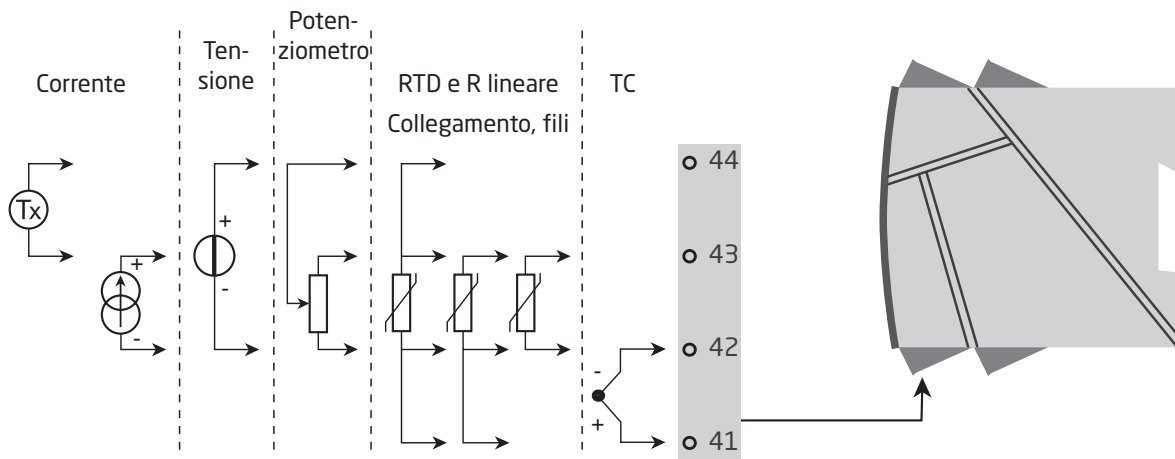 Corrente
Ten-
sione
Poten-
ziometro
RTD e R lineare
Collegamento, fili
TC
Tx
+
-
+
-
-
+
44
43
42
41